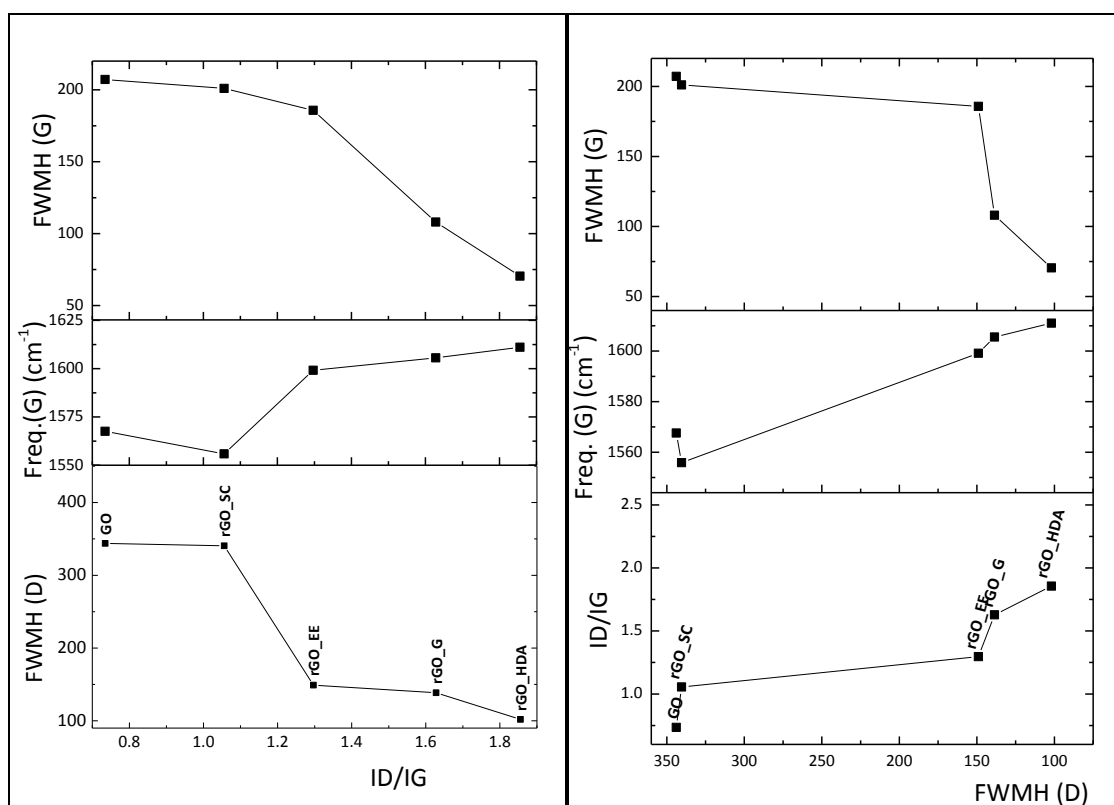 FWMH (G)
200
150
100
50
Freq.(G) (cm⁻¹)
1625
1600
1575
1550
FWMH (D)
400
300
200
100
GO
rGO_SC
rGO_EE
rGO_G
rGO_HDA
0.8 1.0 1.2 1.4 1.6 1.8
ID/IG
FWMH (G)
200
150
100
50
Freq. (G) (cm⁻¹)
1600
1580
1560
ID/IG
2.5
2.0
1.5
1.0
GO
rGO_SC
rGO_EE
rGO_G
rGO_HDA
350 300 250 200 150 100
FWMH (D)